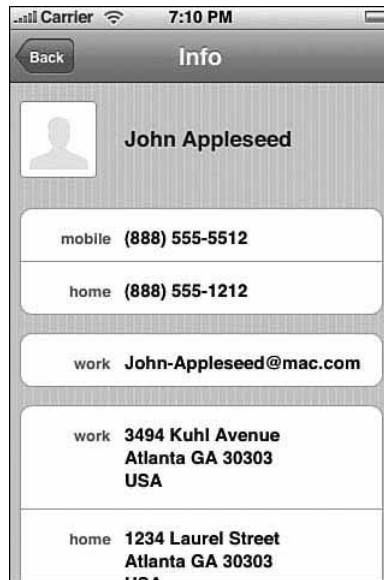 Carrier 7:10 PM
Back Info
John Appleseed
mobile (888) 555-5512
home (888) 555-1212
work John-Appleseed@mac.com
work 3494 Kuhl Avenue
Atlanta GA 30303
USA
home 1234 Laurel Street
Atlanta GA 30303
USA